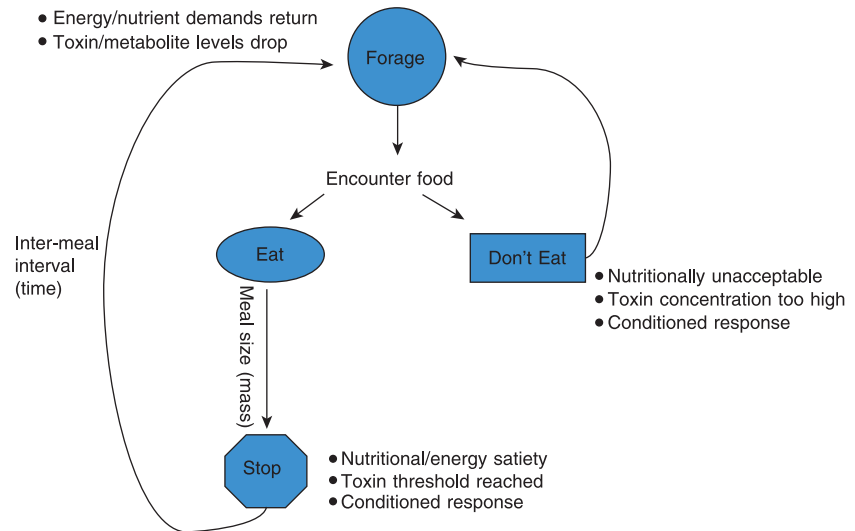 ● Energy/nutrient demands return
● Toxin/metabolite levels drop
Forage
Encounter food
Inter-meal
interval
(time)
Eat
Don't Eat
● Nutritionally unacceptable
● Toxin concentration too high
● Conditioned response
Meal size (mass)
Stop
● Nutritional/energy satiety
● Toxin threshold reached
● Conditioned response